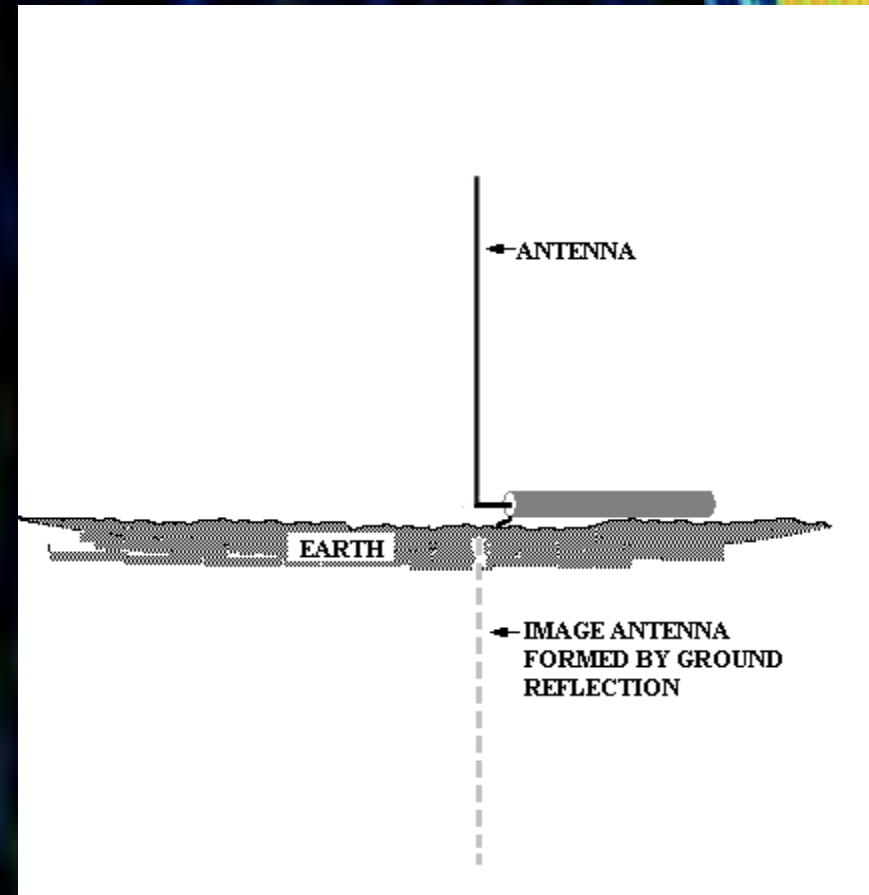 ANTENNA
EARTH
IMAGE ANTENNA
FORMED BY GROUND
REFLECTION